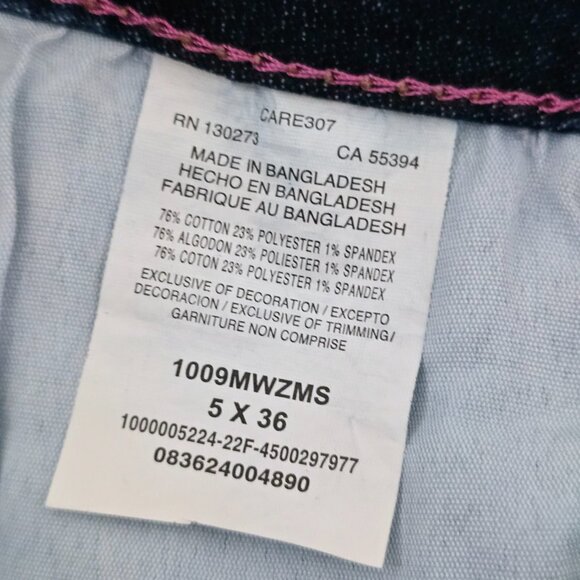 CARE307
RN 130273 CA 55394
MADE IN BANGLADESH
HECHO EN BANGLADESH
FABRIQUE AU BANGLADESH
76% COTTON 23% POLYESTER 1% SPANDEX
76% ALGODON 23% POLIESTER 1% SPANDEX
76% COTON 23% POLYESTER 1% SPANDEX
EXCLUSIVE OF DECORATION / EXCEPTO
DECORACION / EXCLUSIVE OF TRIMMING/
GARNITURE NON COMPRISE
1009MWZMS
5 X 36
1000005224-22F-4500297977
083624004890